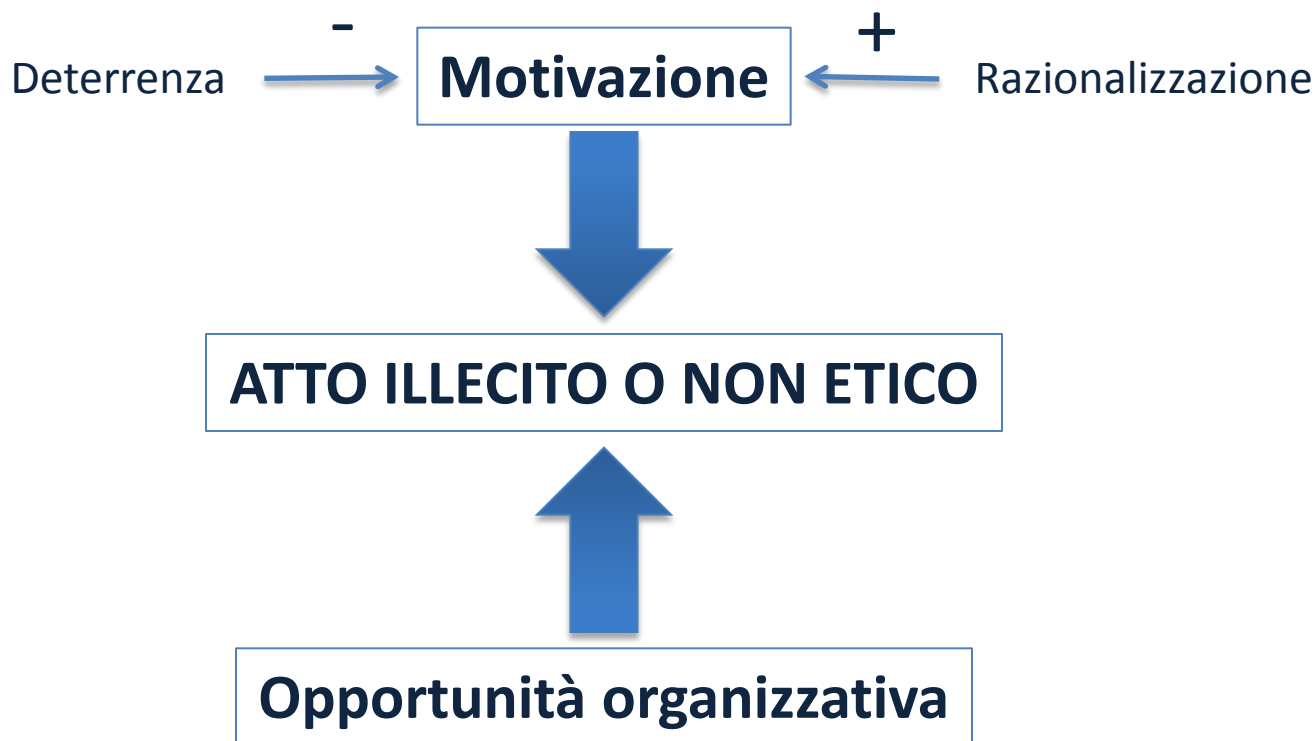 -
+
Deterrenza
Motivazione
Razionalizzazione
ATTO ILLECITO O NON ETICO
Opportunità organizzativa